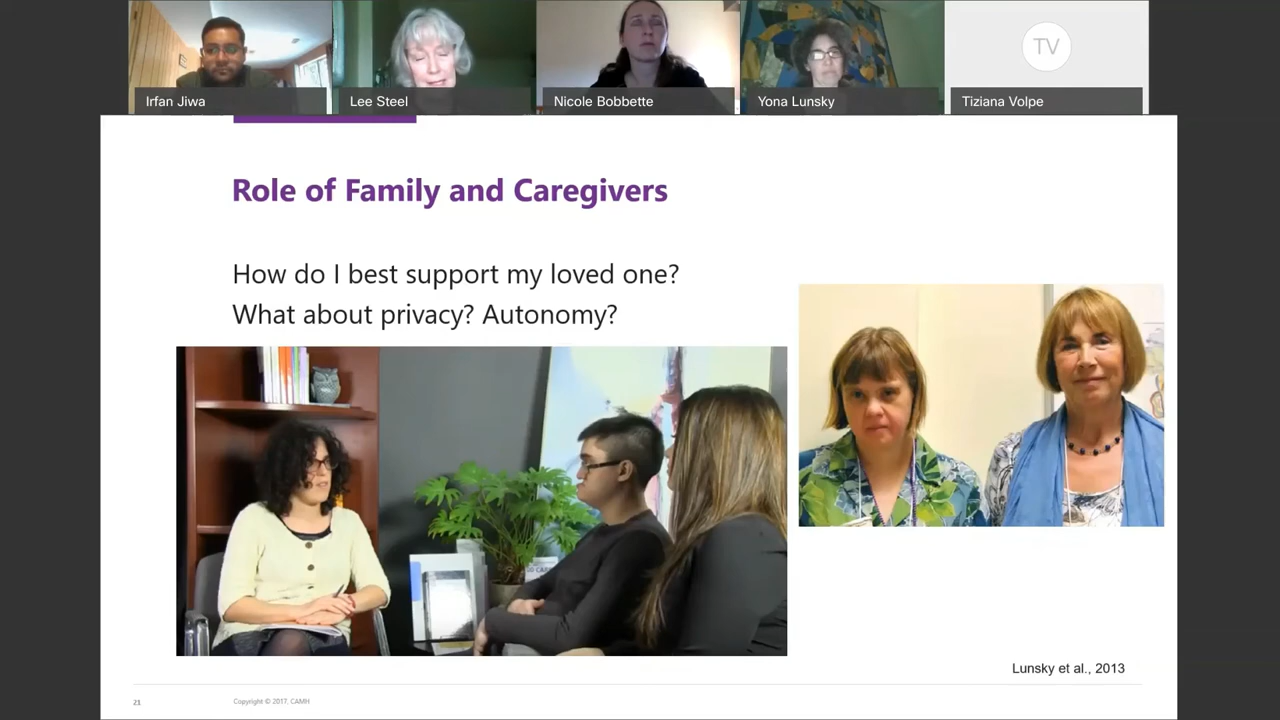 Irfan Jiwa
Lee Steel
Nicole Bobbette
Yona Lunsky
TV
Tiziana Volpe
Role of Family and Caregivers
How do I best support my loved one?
What about privacy? Autonomy?
Lunsky et al., 2013
21
Copyright © 2017, CAMH